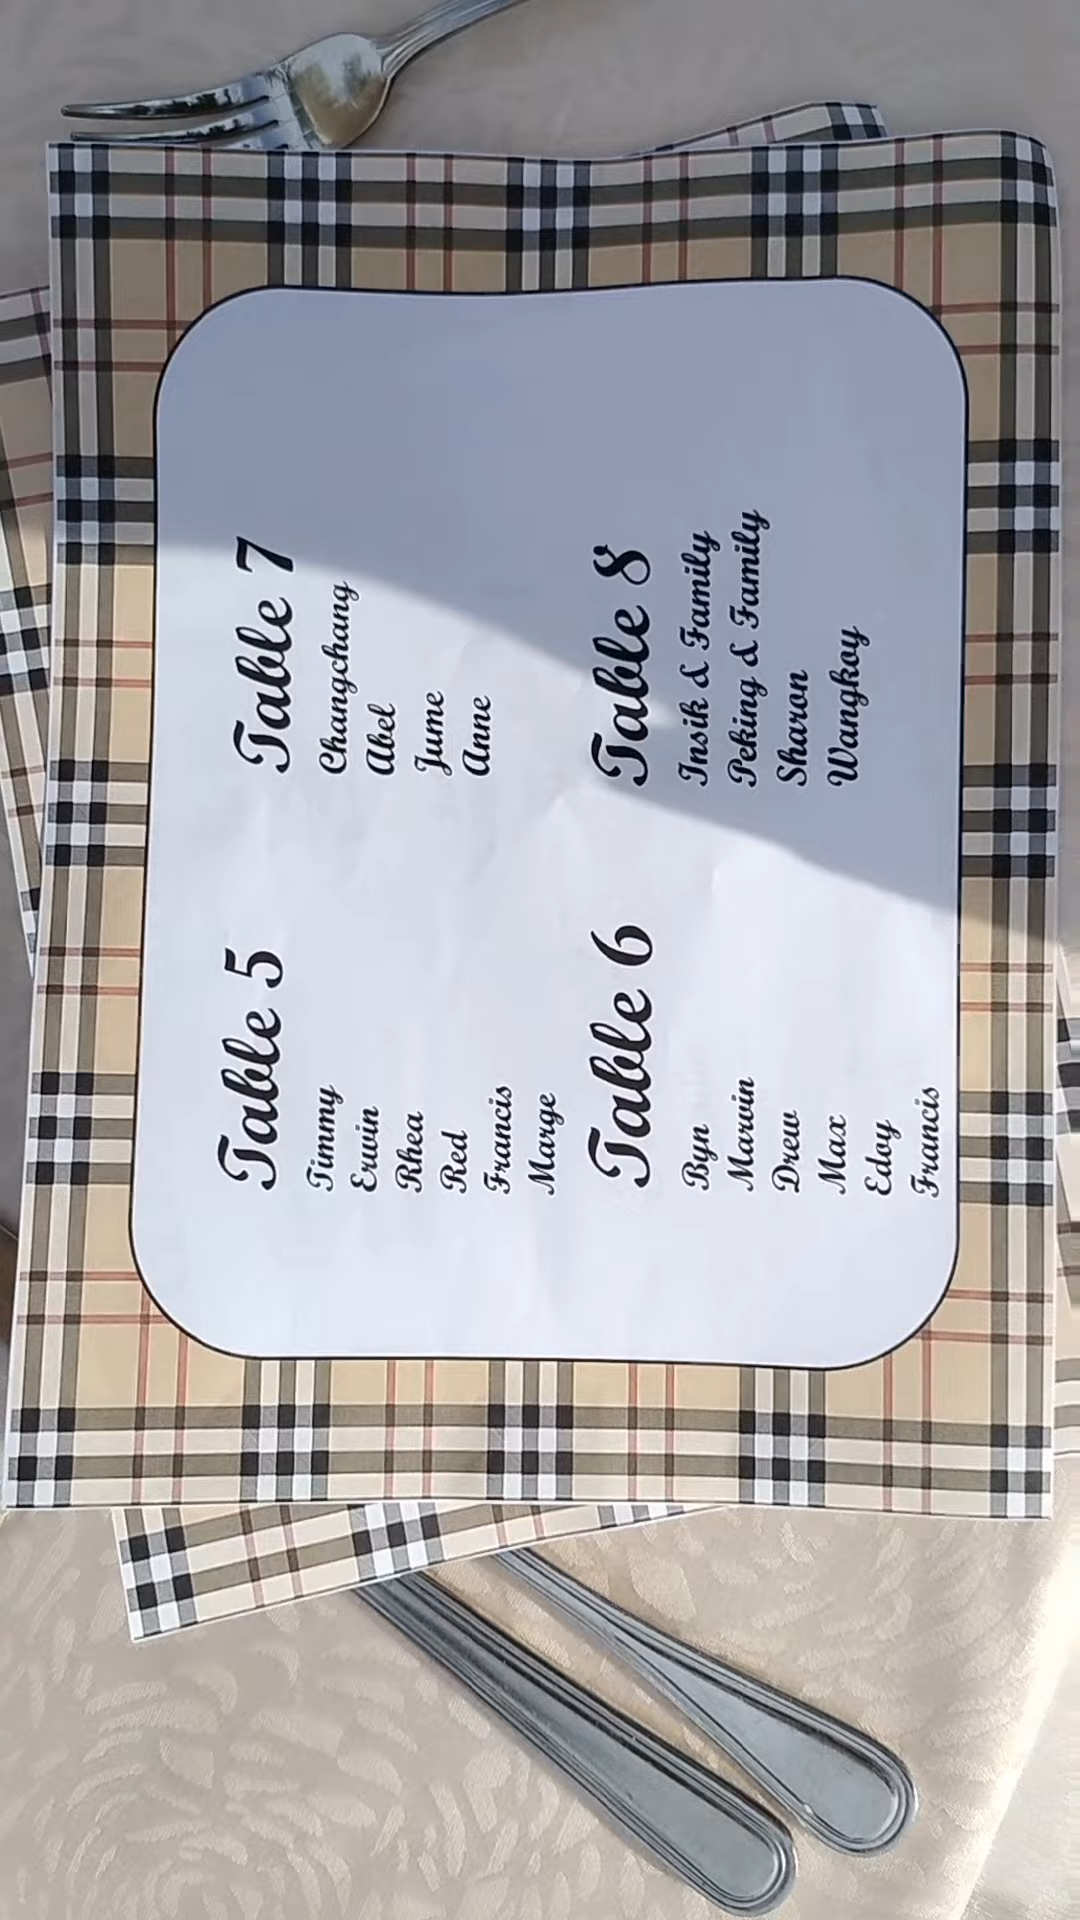 Table 5
Timmy
Erwin
Rhea
Red
Francis
Marge
Table 6
Byn
Marvin
Drew
Max
Edoy
Francis
Table 7
Changchang
Abel
Jume
Anne
Table 8
Insik & Family
Peking & Family
Sharon
Wangkoy